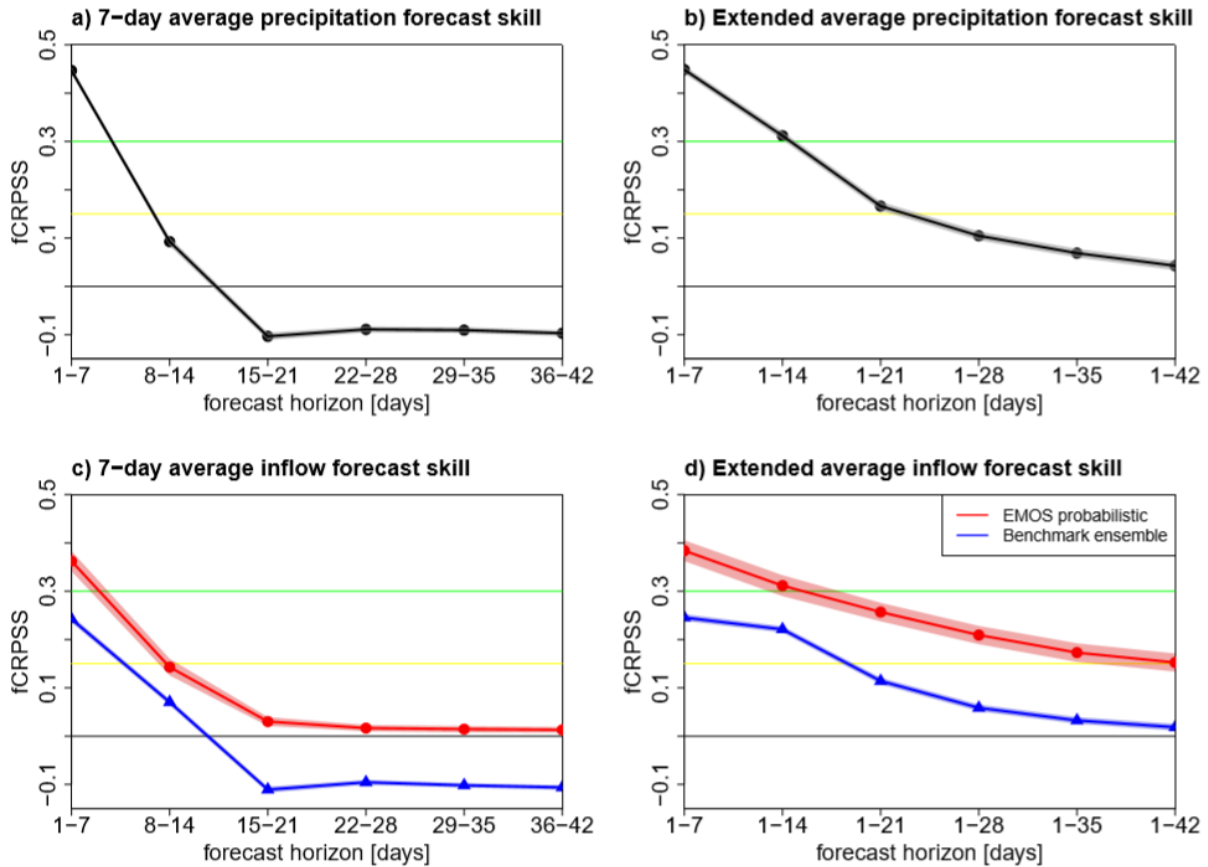 a) 7−day average precipitation forecast skill
fCRPSS
0.5
0.3
0.1
−0.1
1−7 8−14 15−21 22−28 29−35 36−42
forecast horizon [days]
b) Extended average precipitation forecast skill
fCRPSS
0.5
0.3
0.1
−0.1
1−7 1−14 1−21 1−28 1−35 1−42
forecast horizon [days]
c) 7−day average inflow forecast skill
fCRPSS
0.5
0.3
0.1
−0.1
1−7 8−14 15−21 22−28 29−35 36−42
forecast horizon [days]
d) Extended average inflow forecast skill
EMOS probabilistic
Benchmark ensemble
fCRPSS
0.5
0.3
0.1
−0.1
1−7 1−14 1−21 1−28 1−35 1−42
forecast horizon [days]